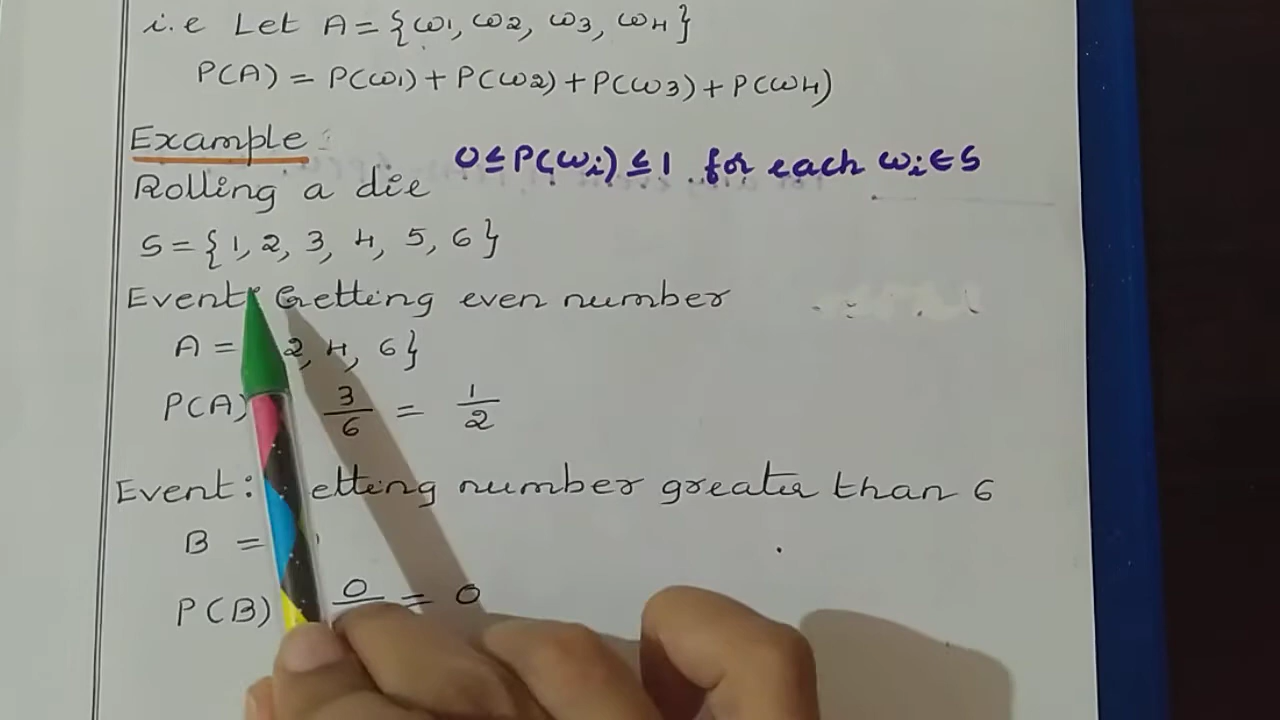 i.e Let A = {ω1, ω2, ω3, ω4}
P(A) = P(ω1) + P(ω2) + P(ω3) + P(ω4)
Example :
0 ≤ P(ωi) ≤ 1 for each ωi ∈ S
Rolling a die
S = {1, 2, 3, 4, 5, 6}
Event: Getting even number
A = 2, 4, 6}
P(A) 3/6 = 1/2
Event: etting number greater than 6
B =
P(B) 0 = 0